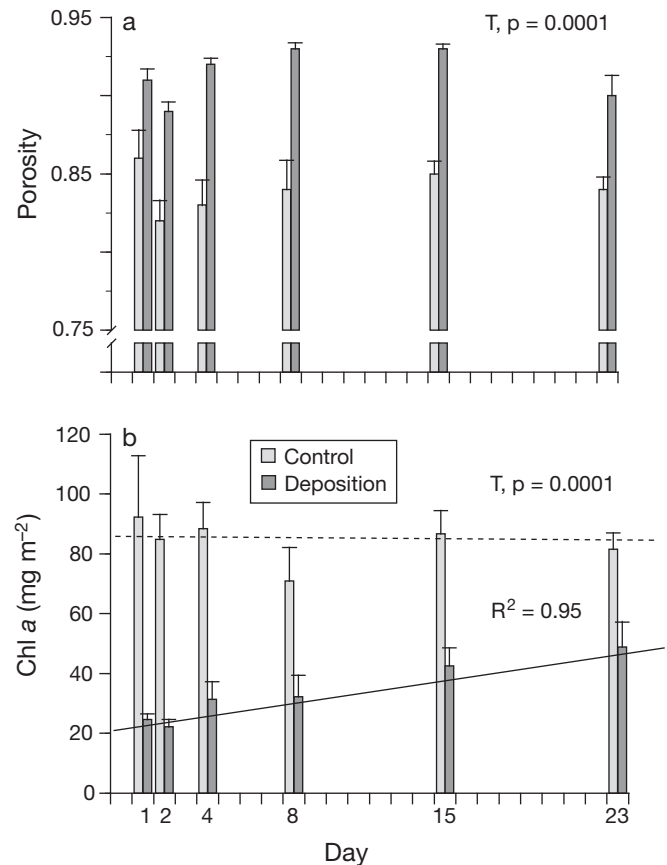 a
T, p = 0.0001
0.95
0.85
0.75
Porosity
b
Control
Deposition
T, p = 0.0001
R² = 0.95
120
100
80
60
40
20
0
Chl a (mg m⁻²)
1 2 4 8 15 23
Day